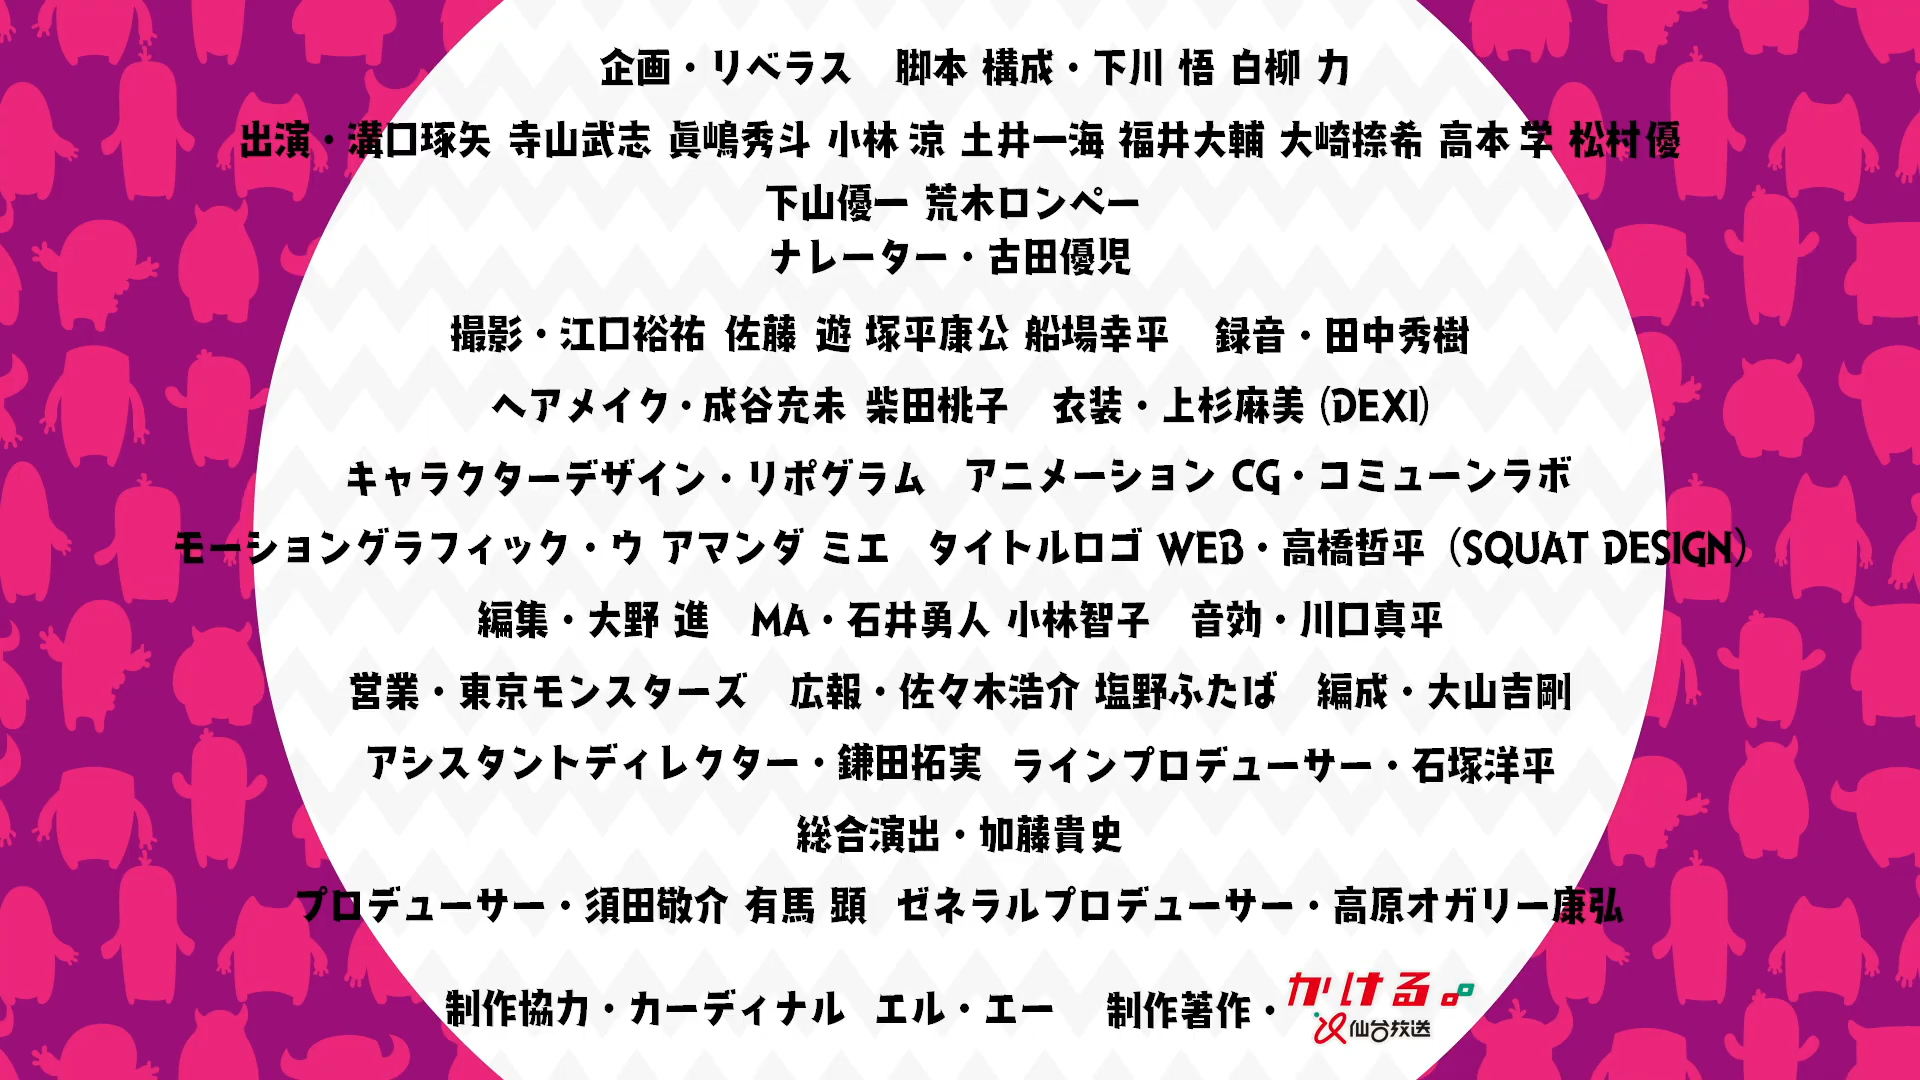 企画・リベラス　脚本 構成・下川 悟 白柳 力
出演・溝口琢矢 寺山武志 眞嶋秀斗 小林 涼 土井一海 福井大輔 大崎捺希 高本 学 松村 優
下山優一 荒木ロンペー
ナレーター・古田優児
撮影・江口裕祐 佐藤 遊 塚平康公 船場幸平　録音・田中秀樹
ヘアメイク・成谷充未 柴田桃子　衣装・上杉麻美 (DEXI)
キャラクターデザイン・リポグラム　アニメーション CG・コミューンラボ
モーショングラフィック・ウ アマンダ ミエ　タイトルロゴ WEB・高橋哲平（SQUAT DESIGN）
編集・大野 進　MA・石井勇人 小林智子　音効・川口真平
営業・東京モンスターズ　広報・佐々木浩介 塩野ふたば　編成・大山吉剛
アシスタントディレクター・鎌田拓実　ラインプロデューサー・石塚洋平
総合演出・加藤貴史
プロデューサー・須田敬介 有馬 顕　ゼネラルプロデューサー・高原オガリー康弘
制作協力・カーディナル　エル・エー　制作著作・かける。仙台放送